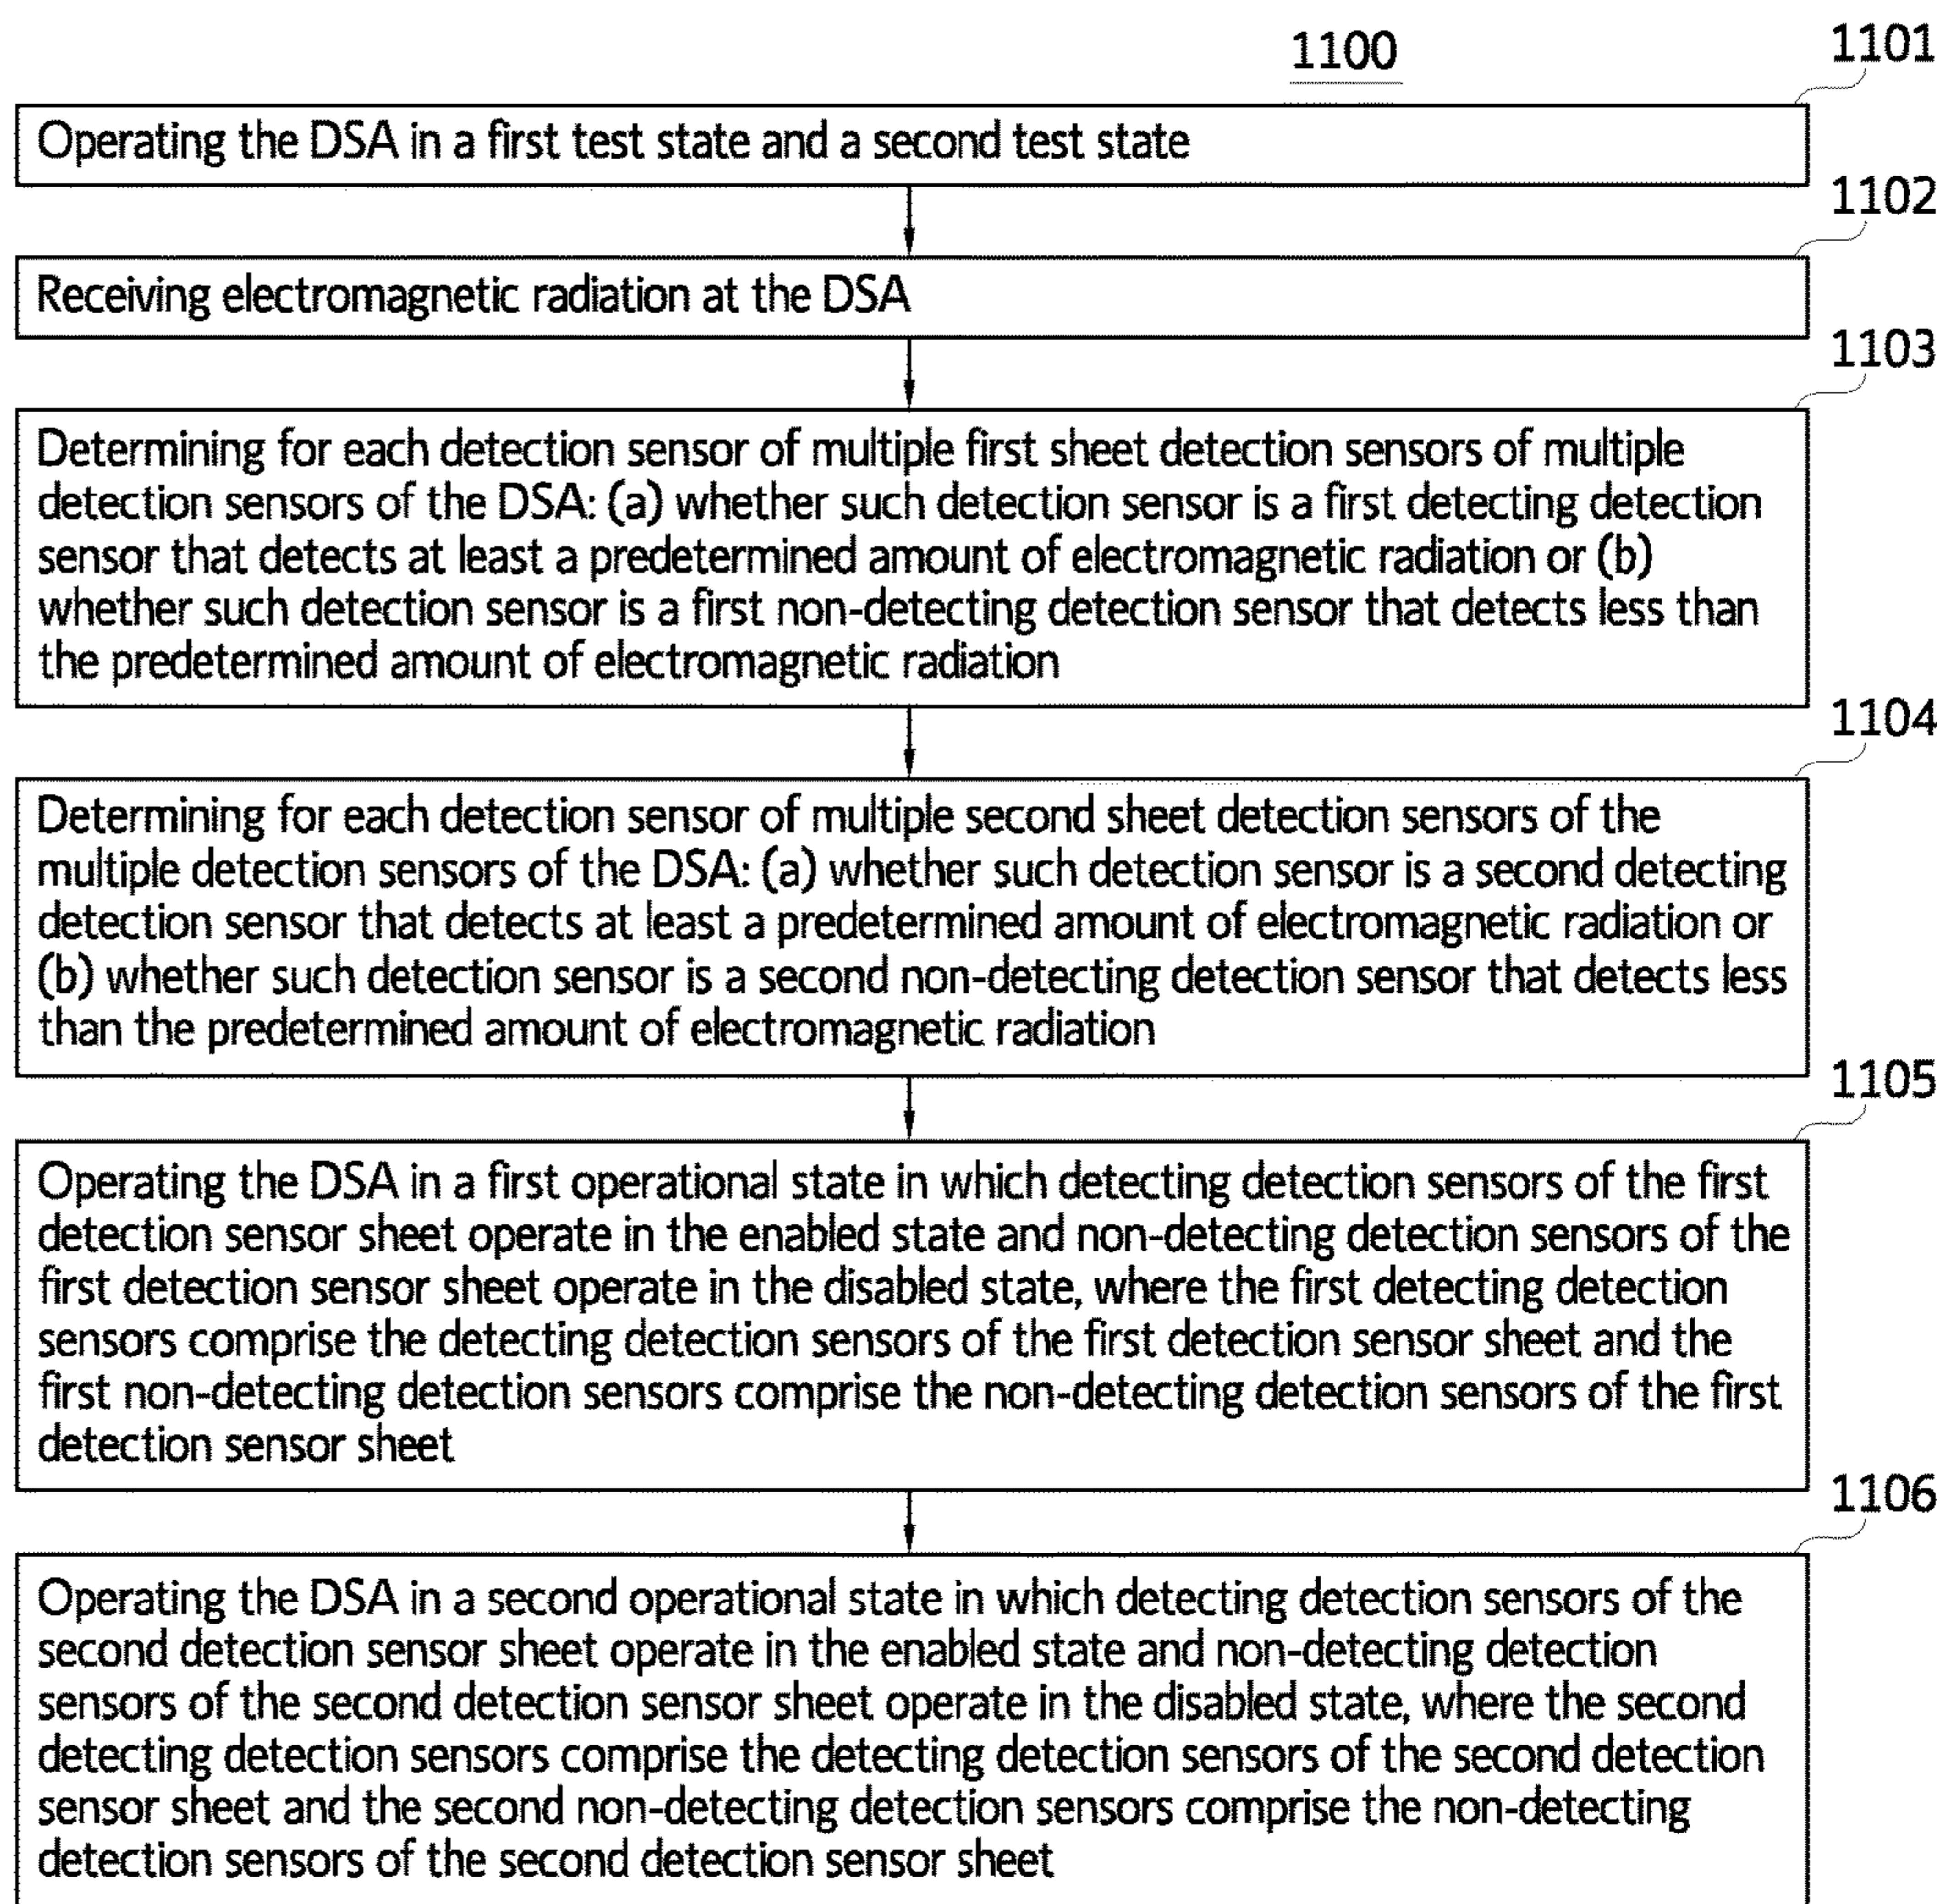 1100
1101
Operating the DSA in a first test state and a second test state
1102
Receiving electromagnetic radiation at the DSA
1103
Determining for each detection sensor of multiple first sheet detection sensors of multiple
detection sensors of the DSA: (a) whether such detection sensor is a first detecting detection
sensor that detects at least a predetermined amount of electromagnetic radiation or (b)
whether such detection sensor is a first non-detecting detection sensor that detects less than
the predetermined amount of electromagnetic radiation
1104
Determining for each detection sensor of multiple second sheet detection sensors of the
multiple detection sensors of the DSA: (a) whether such detection sensor is a second detecting
detection sensor that detects at least a predetermined amount of electromagnetic radiation or
(b) whether such detection sensor is a second non-detecting detection sensor that detects less
than the predetermined amount of electromagnetic radiation
1105
Operating the DSA in a first operational state in which detecting detection sensors of the first
detection sensor sheet operate in the enabled state and non-detecting detection sensors of the
first detection sensor sheet operate in the disabled state, where the first detecting detection
sensors comprise the detecting detection sensors of the first detection sensor sheet and the
first non-detecting detection sensors comprise the non-detecting detection sensors of the first
detection sensor sheet
1106
Operating the DSA in a second operational state in which detecting detection sensors of the
second detection sensor sheet operate in the enabled state and non-detecting detection
sensors of the second detection sensor sheet operate in the disabled state, where the second
detecting detection sensors comprise the detecting detection sensors of the second detection
sensor sheet and the second non-detecting detection sensors comprise the non-detecting
detection sensors of the second detection sensor sheet